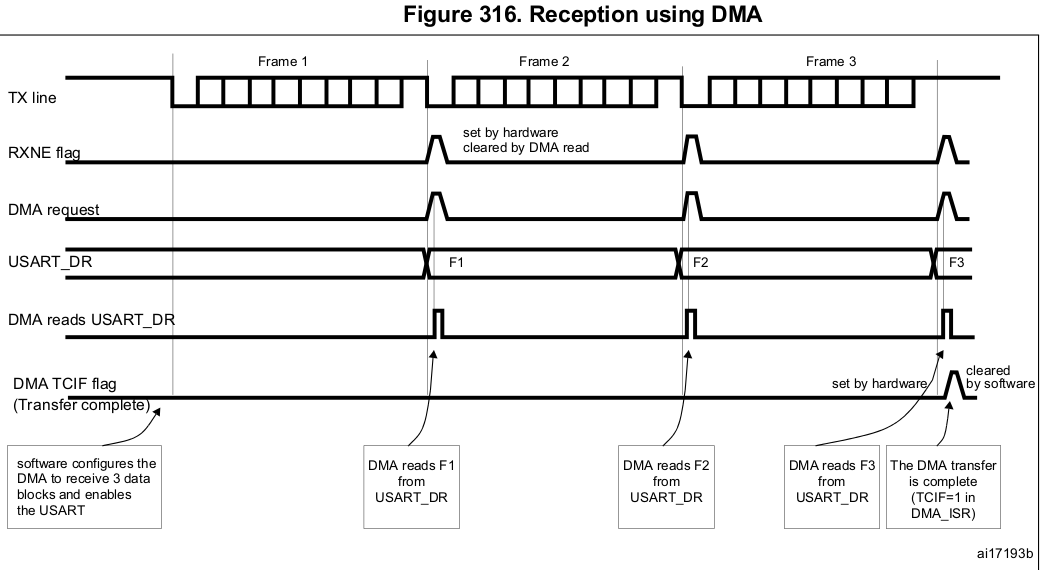 Figure 316. Reception using DMA
Frame 1
Frame 2
Frame 3
TX line
RXNE flag
set by hardware
cleared by DMA read
DMA request
USART_DR
F1
F2
F3
DMA reads USART_DR
DMA TCIF flag
(Transfer complete)
set by hardware
cleared
by software
software configures the
DMA to receive 3 data
blocks and enables
the USART
DMA reads F1
from
USART_DR
DMA reads F2
from
USART_DR
DMA reads F3
from
USART_DR
The DMA transfer
is complete
(TCIF=1 in
DMA_ISR)
ai17193b